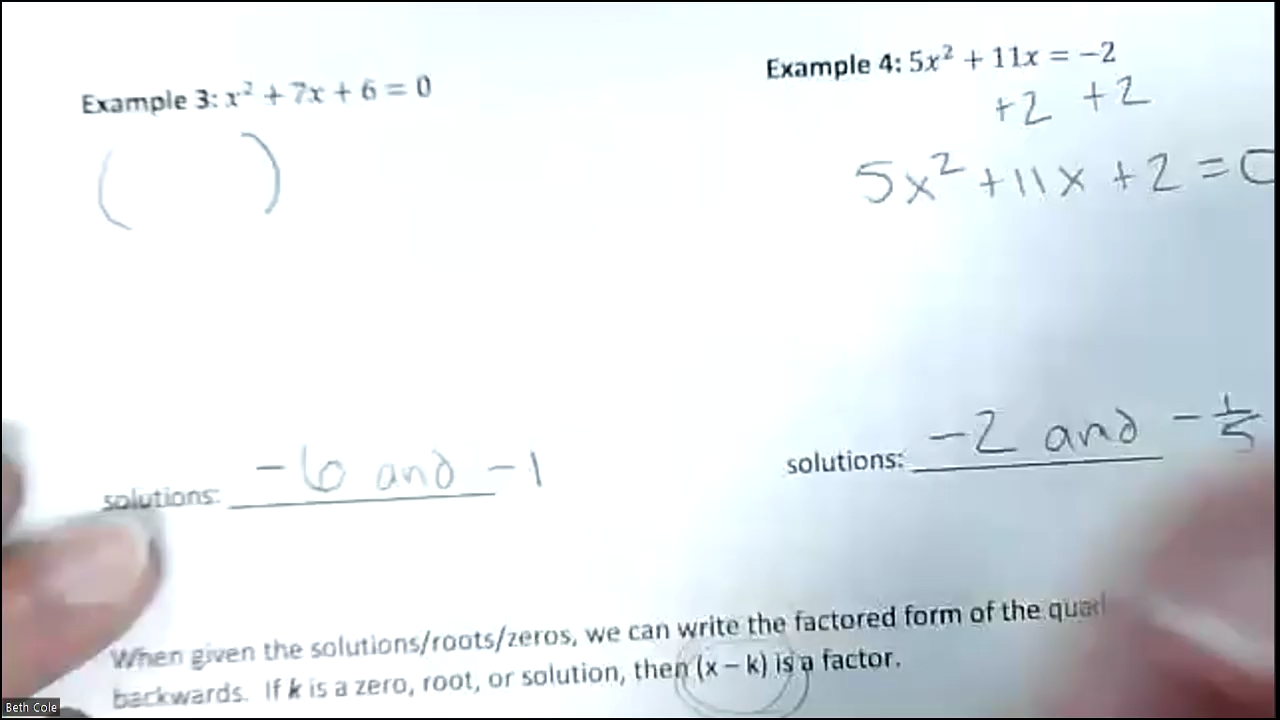 Example 3: x² + 7x + 6 = 0
( )
solutions: -6 and -1
Example 4: 5x² + 11x = −2
+2 +2
5x² + 11x + 2 = 0
solutions: -2 and -1/5
When given the solutions/roots/zeros, we can write the factored form of the
backwards. If k is a zero, root, or solution, then (x – k) is a factor.
Beth Cole